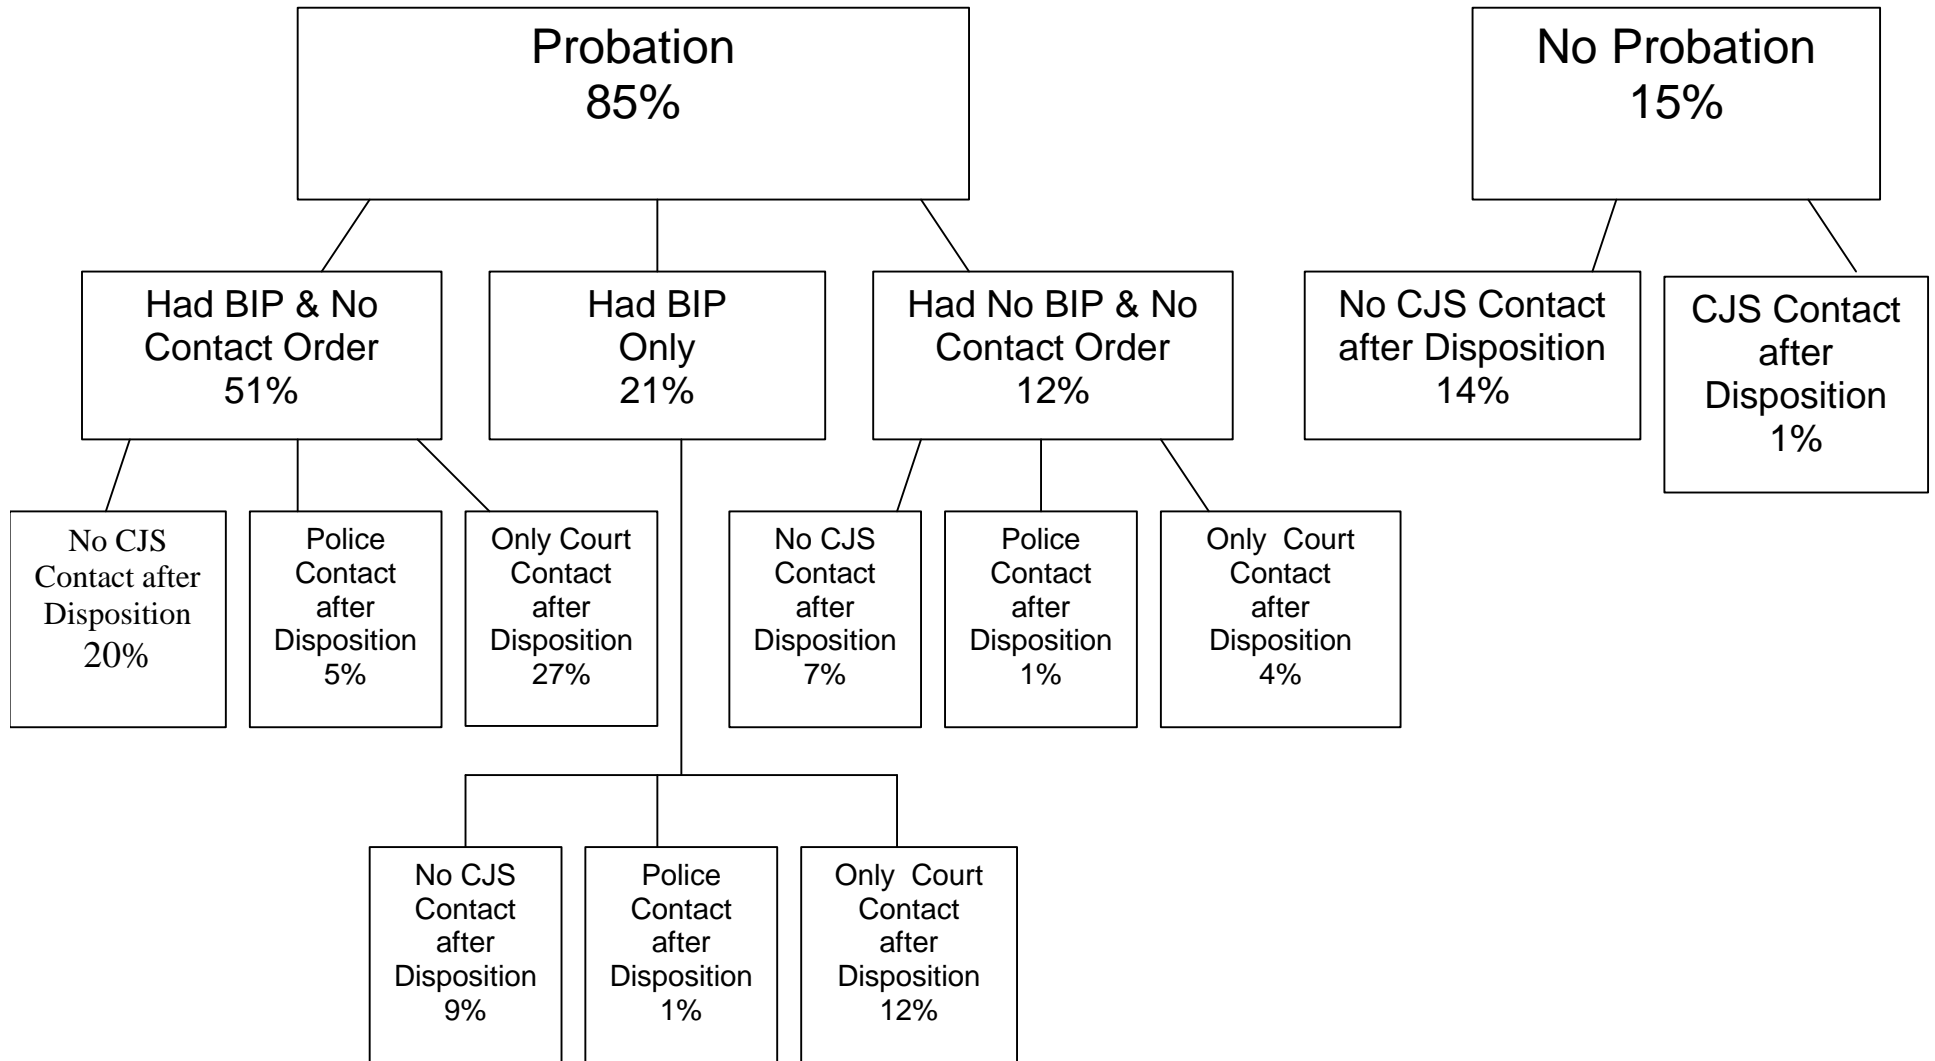 Probation
85%
No Probation
15%
Had BIP & No
Contact Order
51%
Had BIP
Only
21%
Had No BIP & No
Contact Order
12%
No CJS Contact
after Disposition
14%
CJS Contact
after
Disposition
1%
No CJS
Contact after
Disposition
20%
Police
Contact
after
Disposition
5%
Only Court
Contact
after
Disposition
27%
No CJS
Contact
after
Disposition
7%
Police
Contact
after
Disposition
1%
Only Court
Contact
after
Disposition
4%
No CJS
Contact
after
Disposition
9%
Police
Contact
after
Disposition
1%
Only Court
Contact
after
Disposition
12%